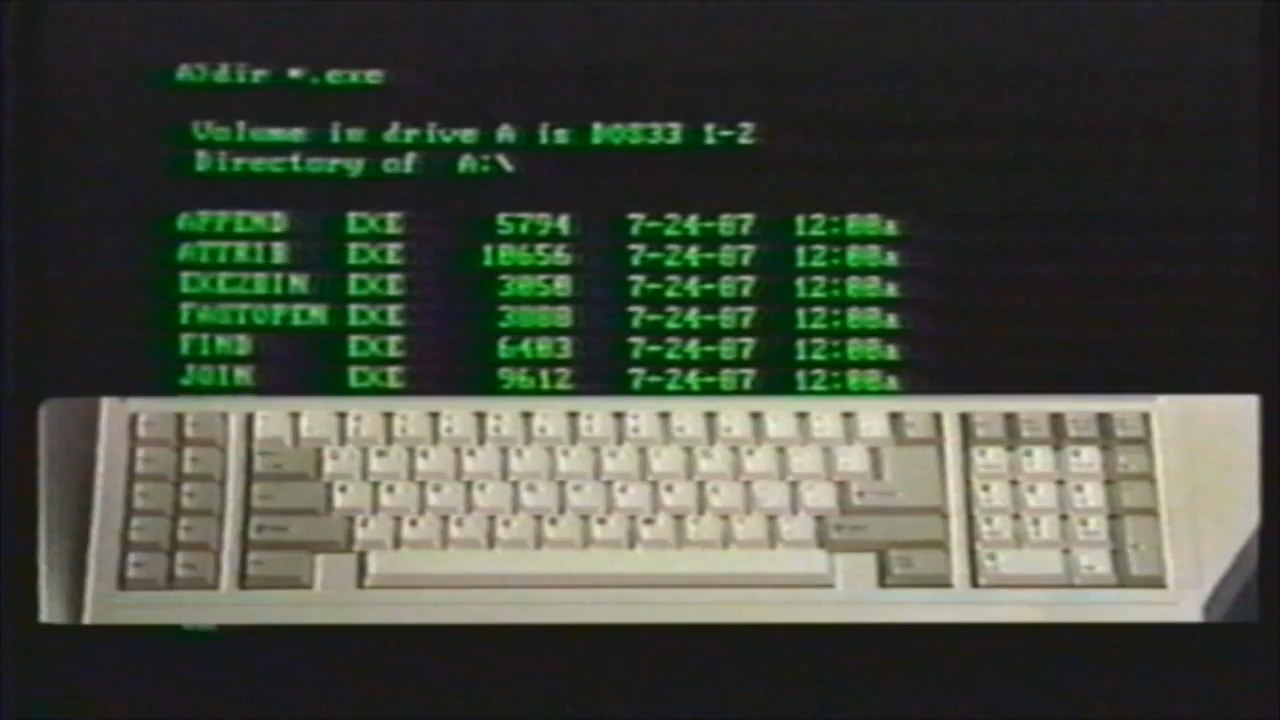 A>dir *.exe
Volume in drive A is DOS33 1-2
Directory of A:\
APPEND EXE 5794 7-24-87 12:00a
ATTRIB EXE 10656 7-24-87 12:00a
EXE2BIN EXE 3050 7-24-87 12:00a
FASTOPEN EXE 3888 7-24-87 12:00a
FIND EXE 6403 7-24-87 12:00a
JOIN EXE 9612 7-24-87 12:00a